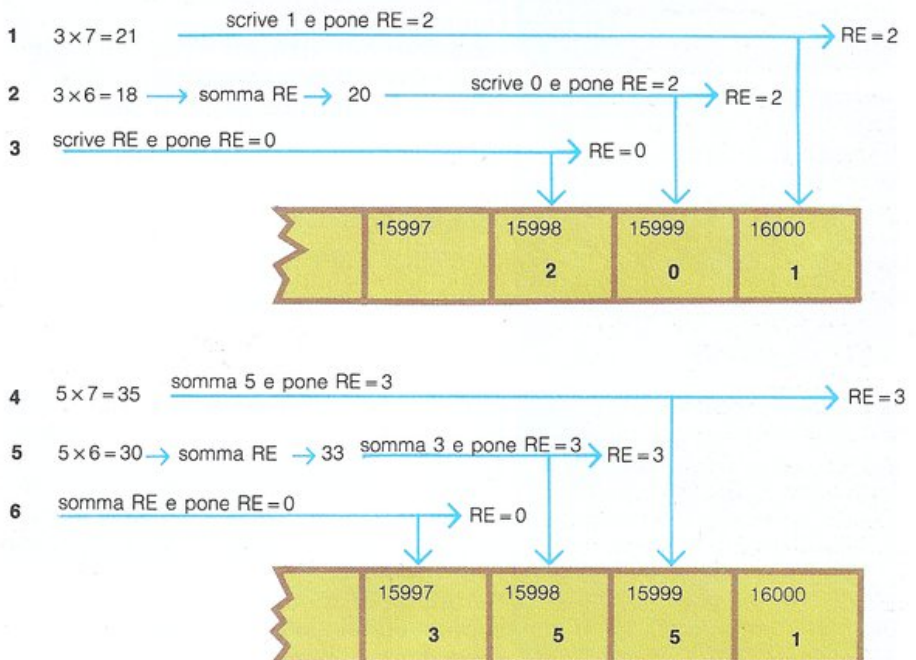 scrive 1 e pone RE=2
1 3×7=21 RE=2
2 3×6=18 somma RE 20 scrive 0 e pone RE=2 RE=2
3 scrive RE e pone RE=0 RE=0
15997 15998 15999 16000
2 0 1
4 5×7=35 somma 5 e pone RE=3 RE=3
5 5×6=30 somma RE 33 somma 3 e pone RE=3 RE=3
6 somma RE e pone RE=0 RE=0
15997 15998 15999 16000
3 5 5 1